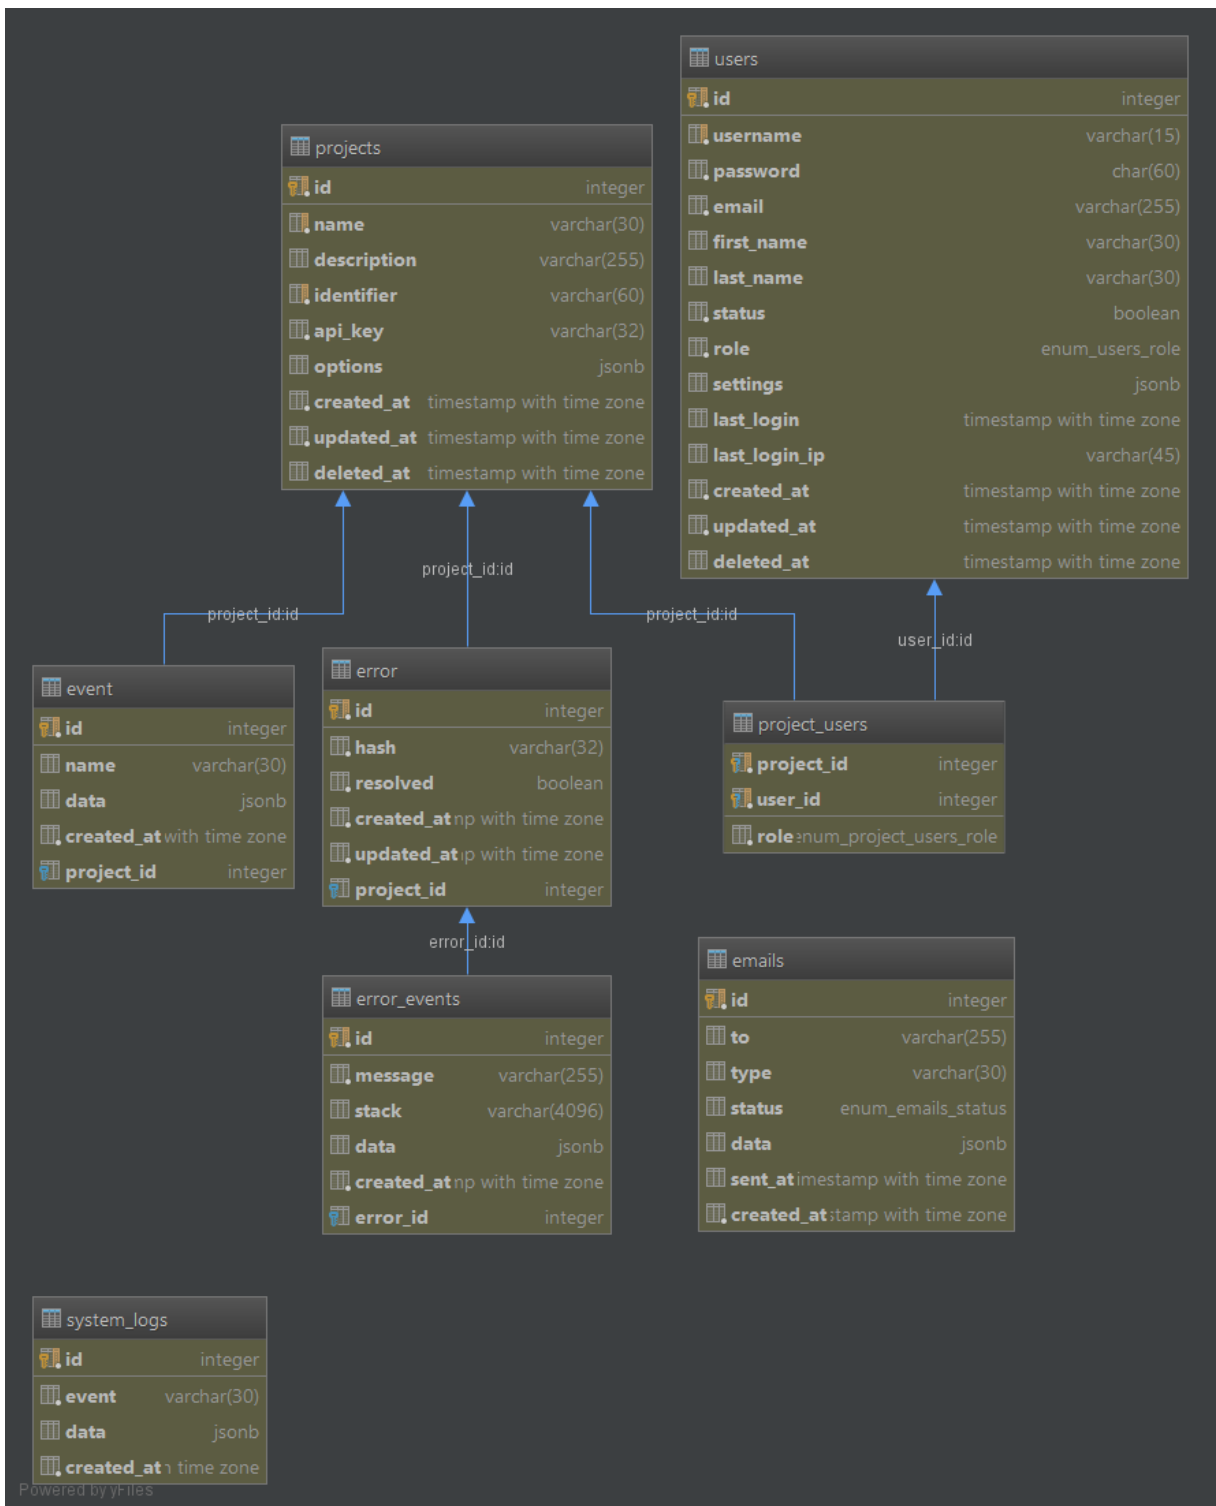 users
id integer
username varchar(15)
password char(60)
email varchar(255)
first_name varchar(30)
last_name varchar(30)
status boolean
role enum_users_role
settings jsonb
last_login timestamp with time zone
last_login_ip varchar(45)
created_at timestamp with time zone
updated_at timestamp with time zone
deleted_at timestamp with time zone
projects
id integer
name varchar(30)
description varchar(255)
identifier varchar(60)
api_key varchar(32)
options jsonb
created_at timestamp with time zone
updated_at timestamp with time zone
deleted_at timestamp with time zone
project_id:id
project_id:id
project_id:id
user_id:id
event
id integer
name varchar(30)
data jsonb
created_at with time zone
project_id integer
error
id integer
hash varchar(32)
resolved boolean
created_at np with time zone
updated_at ip with time zone
project_id integer
project_users
project_id integer
user_id integer
role enum_project_users_role
error_id:id
error_events
id integer
message varchar(255)
stack varchar(4096)
data jsonb
created_at np with time zone
error_id integer
emails
id integer
to varchar(255)
type varchar(30)
status enum_emails_status
data jsonb
sent_at imestamp with time zone
created_at stamp with time zone
system_logs
id integer
event varchar(30)
data jsonb
created_at time zone
Powered by yFiles